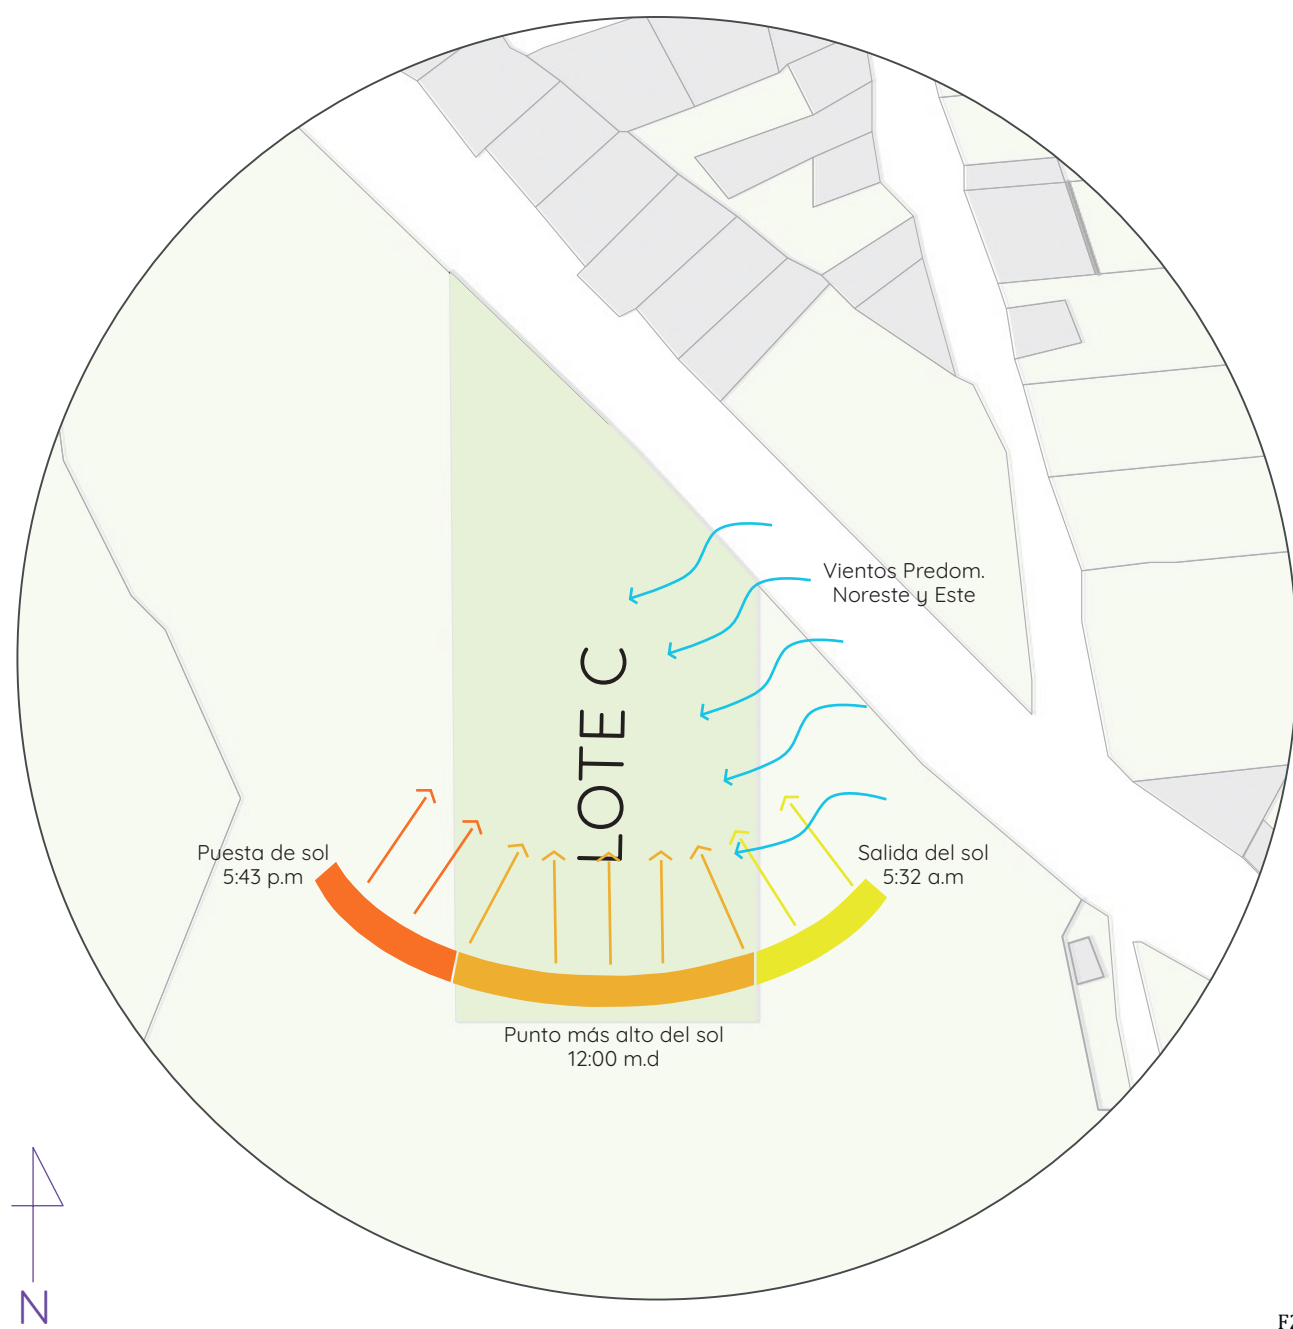 Vientos Predom.
Noreste y Este
LOTE C
Puesta de sol
5:43 p.m
Salida del sol
5:32 a.m
Punto más alto del sol
12:00 m.d
N